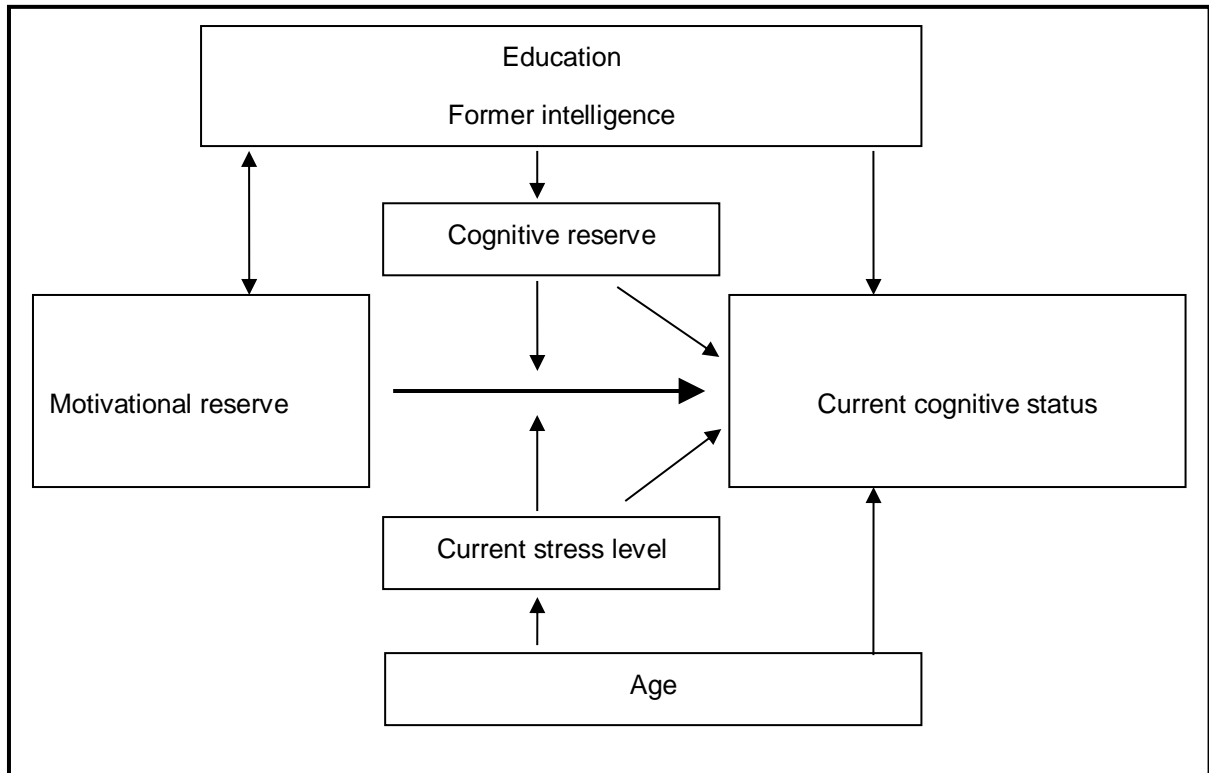 Education
Former intelligence
Cognitive reserve
Motivational reserve
Current cognitive status
Current stress level
Age